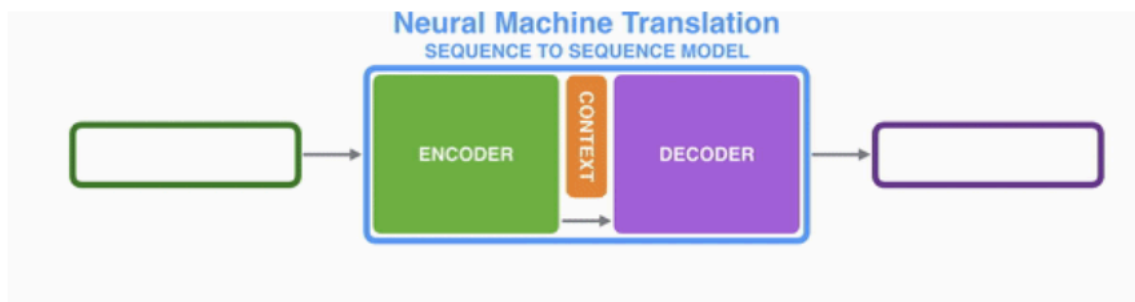 Neural Machine Translation
SEQUENCE TO SEQUENCE MODEL
ENCODER
CONTEXT
DECODER